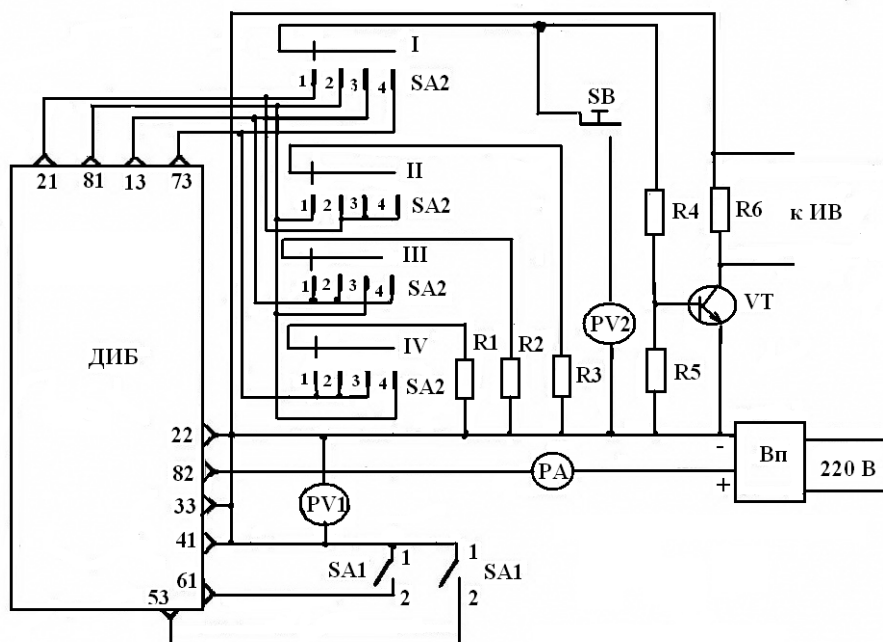 I
1 2 3 4 SA2
SB
21 81 13 73
II
1 2 3 4 SA2
R4 R6 к ИВ
III
1 2 3 4 SA2
VT
PV2
IV
R1 R2 R3
ДИБ
1 2 3 4 SA2
R5
22
-
Вп 220 В
82
PA
+
33
PV1
41
SA1 1 1 SA1
61
2 2
53